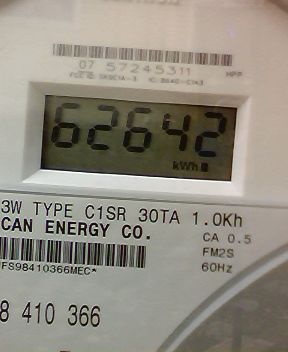 07 57245311 HPP
62642
kWh
3W TYPE C1SR 30TA 1.0Kh
CAN ENERGY CO.
CA 0.5
FM2S
60Hz
FS98410366MEC*
8 410 366